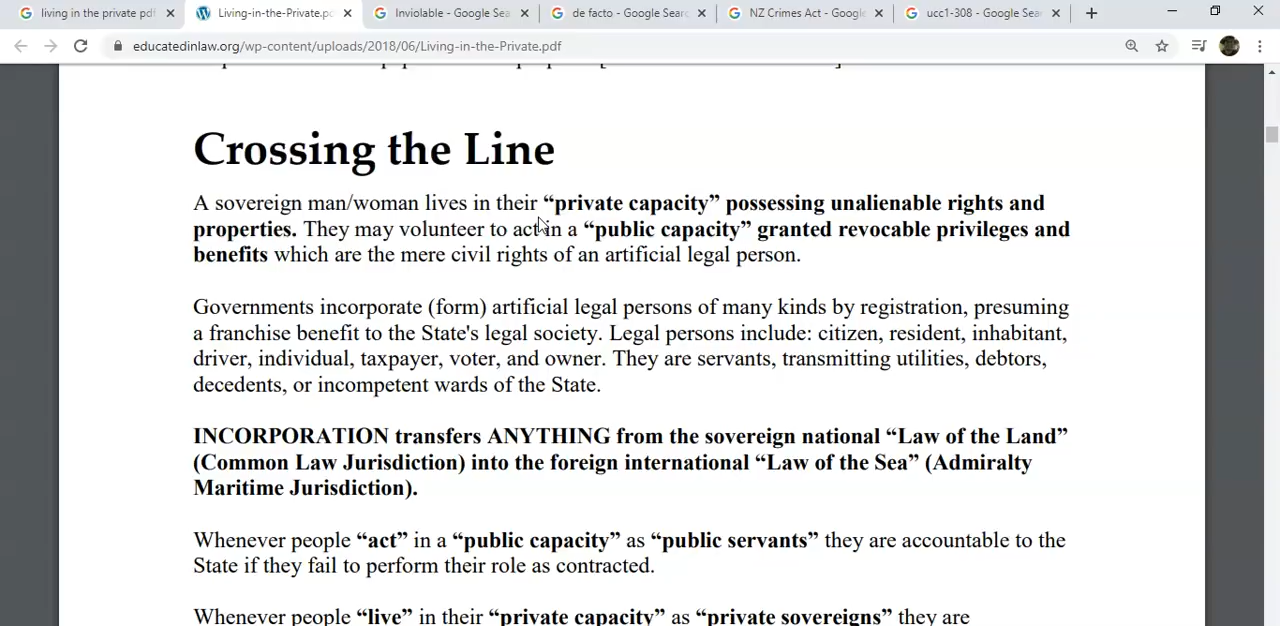 living in the private pdf
Living-in-the-Private.pc
Inviolable - Google Sea
de facto - Google Searc
NZ Crimes Act - Google
ucc1-308 - Google Sear
educatedinlaw.org/wp-content/uploads/2018/06/Living-in-the-Private.pdf
Crossing the Line
A sovereign man/woman lives in their “private capacity” possessing unalienable rights and
properties. They may volunteer to act in a “public capacity” granted revocable privileges and
benefits which are the mere civil rights of an artificial legal person.
Governments incorporate (form) artificial legal persons of many kinds by registration, presuming
a franchise benefit to the State's legal society. Legal persons include: citizen, resident, inhabitant,
driver, individual, taxpayer, voter, and owner. They are servants, transmitting utilities, debtors,
decedents, or incompetent wards of the State.
INCORPORATION transfers ANYTHING from the sovereign national “Law of the Land”
(Common Law Jurisdiction) into the foreign international “Law of the Sea” (Admiralty
Maritime Jurisdiction).
Whenever people “act” in a “public capacity” as “public servants” they are accountable to the
State if they fail to perform their role as contracted.
Whenever people “live” in their “private capacity” as “private sovereigns” they are